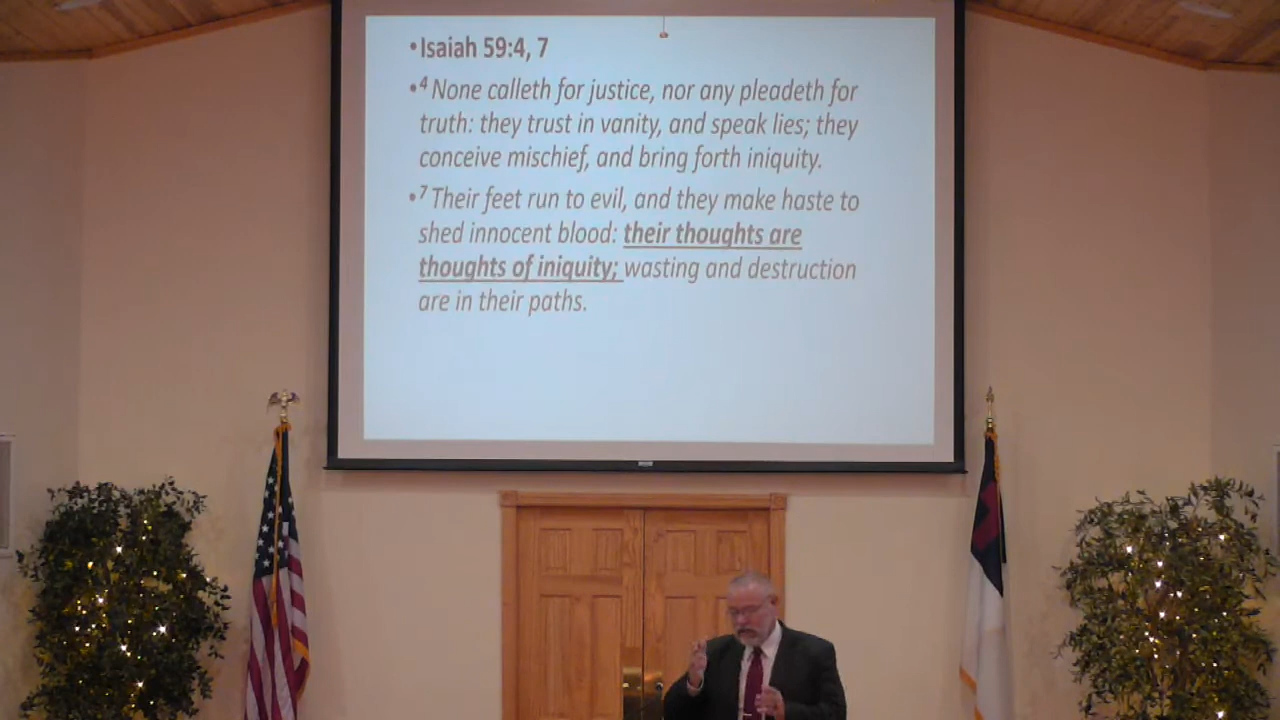 •Isaiah 59:4, 7
•4 None calleth for justice, nor any pleadeth for
truth: they trust in vanity, and speak lies; they
conceive mischief, and bring forth iniquity.
•7 Their feet run to evil, and they make haste to
shed innocent blood: their thoughts are
thoughts of iniquity; wasting and destruction
are in their paths.